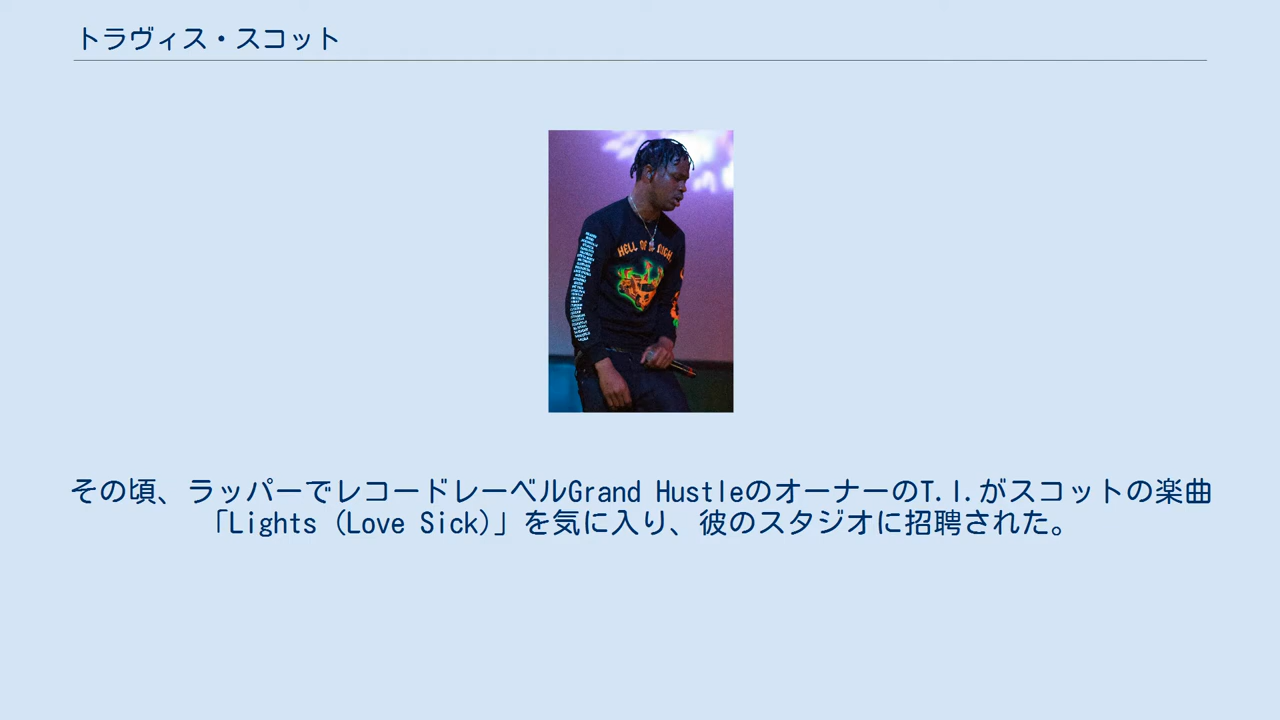 トラヴィス・スコット
HELL OF A NIGHT
その頃、ラッパーでレコードレーベルGrand HustleのオーナーのT.I.がスコットの楽曲
「Lights (Love Sick)」を気に入り、彼のスタジオに招聘された。